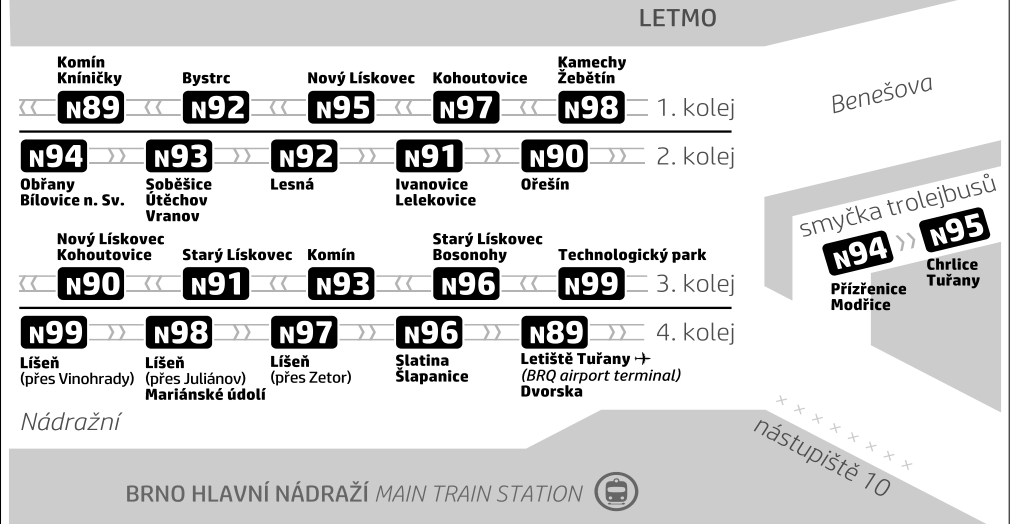 LETMO
Komín
Kníničky
Bystrc
Nový Lískovec
Kohoutovice
Kamechy
Žebětín
N89
N92
N95
N97
N98
1. kolej
Benešova
N94
N93
N92
N91
N90
2. kolej
Obřany
Bílovice n. Sv.
Soběšice
Útěchov
Vranov
Lesná
Ivanovice
Lelekovice
Ořešín
smyčka trolejbusů
N94
N95
Přízřenice
Modřice
Chrlice
Tuřany
Nový Lískovec
Kohoutovice
Starý Lískovec
Komín
Starý Lískovec
Bosonohy
Technologický park
N90
N91
N93
N96
N99
3. kolej
N99
N98
N97
N96
N89
4. kolej
Líšeň
(přes Vinohrady)
Líšeň
(přes Juliánov)
Mariánské údolí
Líšeň
(přes Zetor)
Slatina
Šlapanice
Letiště Tuřany
(BRQ airport terminal)
Dvorska
Nádražní
nástupiště 10
BRNO HLAVNÍ NÁDRAŽÍ MAIN TRAIN STATION